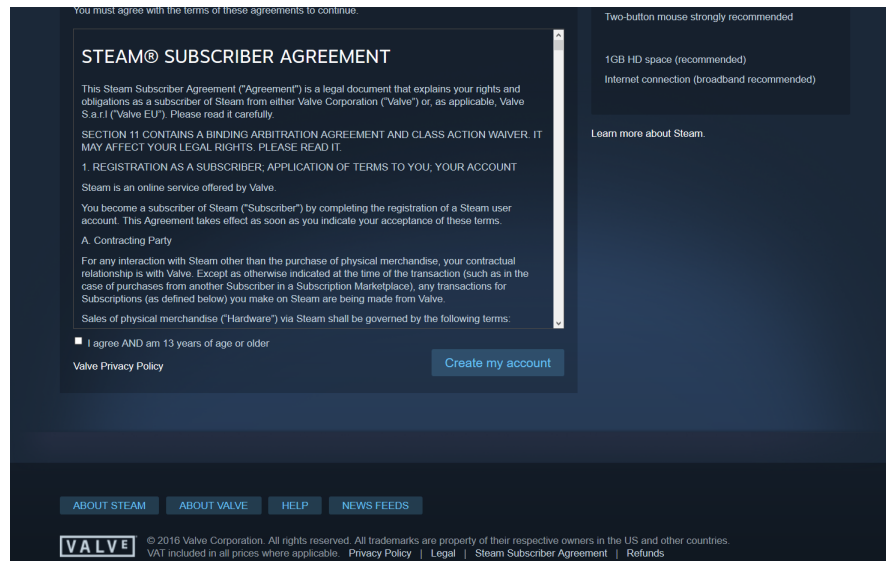 You must agree with the terms of these agreements to continue.
STEAM® SUBSCRIBER AGREEMENT
This Steam Subscriber Agreement ("Agreement") is a legal document that explains your rights and
obligations as a subscriber of Steam from either Valve Corporation ("Valve") or, as applicable, Valve
S.a.r.l ("Valve EU"). Please read it carefully.
SECTION 11 CONTAINS A BINDING ARBITRATION AGREEMENT AND CLASS ACTION WAIVER. IT
MAY AFFECT YOUR LEGAL RIGHTS. PLEASE READ IT.
1. REGISTRATION AS A SUBSCRIBER; APPLICATION OF TERMS TO YOU; YOUR ACCOUNT
Steam is an online service offered by Valve.
You become a subscriber of Steam ("Subscriber") by completing the registration of a Steam user
account. This Agreement takes effect as soon as you indicate your acceptance of these terms.
A. Contracting Party
For any interaction with Steam other than the purchase of physical merchandise, your contractual
relationship is with Valve. Except as otherwise indicated at the time of the transaction (such as in the
case of purchases from another Subscriber in a Subscription Marketplace), any transactions for
Subscriptions (as defined below) you make on Steam are being made from Valve.
Sales of physical merchandise ("Hardware") via Steam shall be governed by the following terms:
I agree AND am 13 years of age or older
Valve Privacy Policy
Create my account
Two-button mouse strongly recommended
1GB HD space (recommended)
Internet connection (broadband recommended)
Learn more about Steam.
ABOUT STEAM ABOUT VALVE HELP NEWS FEEDS
VALVE
© 2016 Valve Corporation. All rights reserved. All trademarks are property of their respective owners in the US and other countries.
VAT included in all prices where applicable. Privacy Policy | Legal | Steam Subscriber Agreement | Refunds